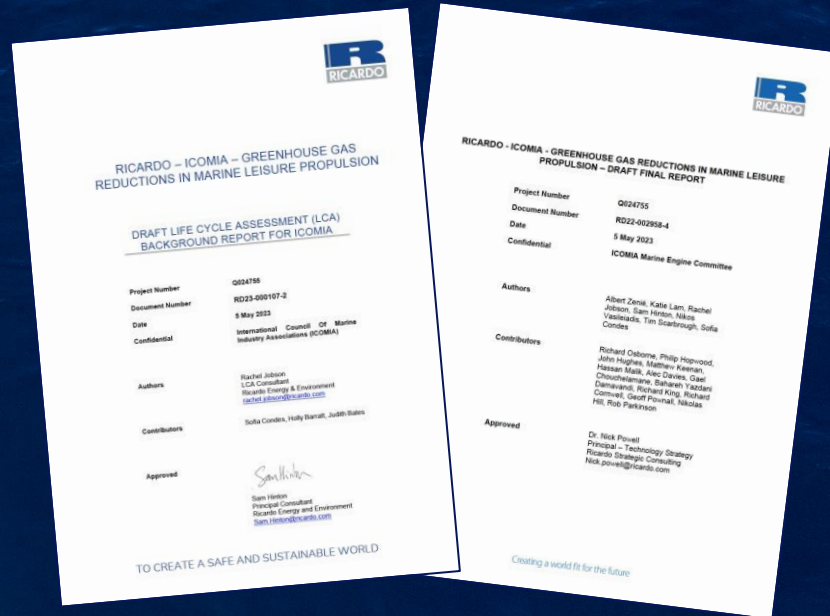 RICARDO
RICARDO – ICOMIA – GREENHOUSE GAS
REDUCTIONS IN MARINE LEISURE PROPULSION
DRAFT LIFE CYCLE ASSESSMENT (LCA)
BACKGROUND REPORT FOR ICOMIA
Project Number Q024755
Document Number RD23-000107-2
Date 5 May 2023
Confidential International Council Of Marine
Industry Associations (ICOMIA)
Authors Rachel Jobson
LCA Consultant
Ricardo Energy & Environment
rachel.jobson@ricardo.com
Contributors Sofia Condes, Holly Barratt, Judith Bates
Approved Sam Hinton
Sam Hinton
Principal Consultant
Ricardo Energy and Environment
Sam.Hinton@ricardo.com
TO CREATE A SAFE AND SUSTAINABLE WORLD
RICARDO
RICARDO - ICOMIA - GREENHOUSE GAS REDUCTIONS IN MARINE LEISURE
PROPULSION – DRAFT FINAL REPORT
Project Number Q024755
Document Number RD22-002958-4
Date 5 May 2023
Confidential ICOMIA Marine Engine Committee
Authors Albert Zenié, Katie Lam, Rachel
Jobson, Sam Hinton, Nikos
Vasileiadis, Tim Scarbrough, Sofia
Condes
Contributors Richard Osborne, Philip Hopwood,
John Hughes, Matthew Keenan,
Hassan Malik, Alec Davies, Gael
Chouchelamane, Bahareh Yazdani
Damavandi, Richard King, Richard
Cornwell, Geoff Pownall, Nikolas
Hill, Rob Parkinson
Approved Dr. Nick Powell
Principal – Technology Strategy
Ricardo Strategic Consulting
Nick.powell@ricardo.com
Creating a world fit for the future